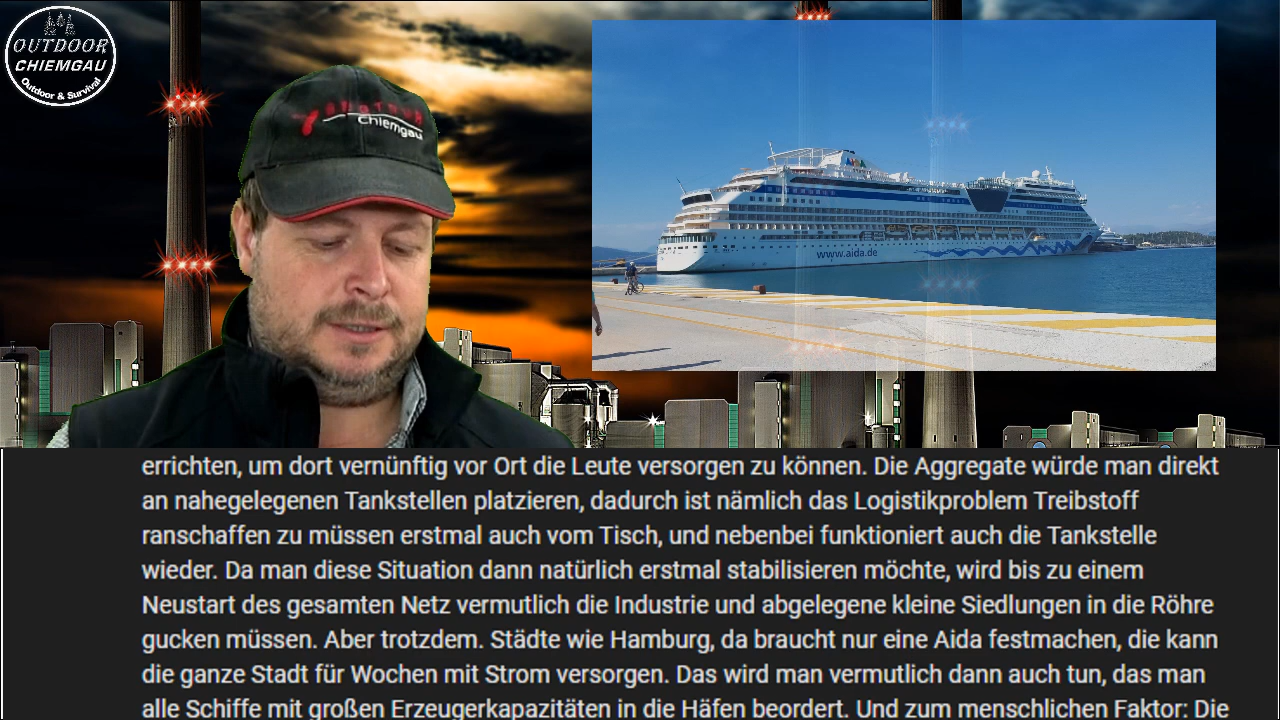 OUTDOOR
CHIEMGAU
Outdoor & Survival
Chiemgau
www.aida.de
errichten, um dort vernünftig vor Ort die Leute versorgen zu können. Die Aggregate würde man direkt
an nahegelegenen Tankstellen platzieren, dadurch ist nämlich das Logistikproblem Treibstoff
ranschaffen zu müssen erstmal auch vom Tisch, und nebenbei funktioniert auch die Tankstelle
wieder. Da man diese Situation dann natürlich erstmal stabilisieren möchte, wird bis zu einem
Neustart des gesamten Netz vermutlich die Industrie und abgelegene kleine Siedlungen in die Röhre
gucken müssen. Aber trotzdem. Städte wie Hamburg, da braucht nur eine Aida festmachen, die kann
die ganze Stadt für Wochen mit Strom versorgen. Das wird man vermutlich dann auch tun, das man
alle Schiffe mit großen Erzeugerkapazitäten in die Häfen beordert. Und zum menschlichen Faktor: Die